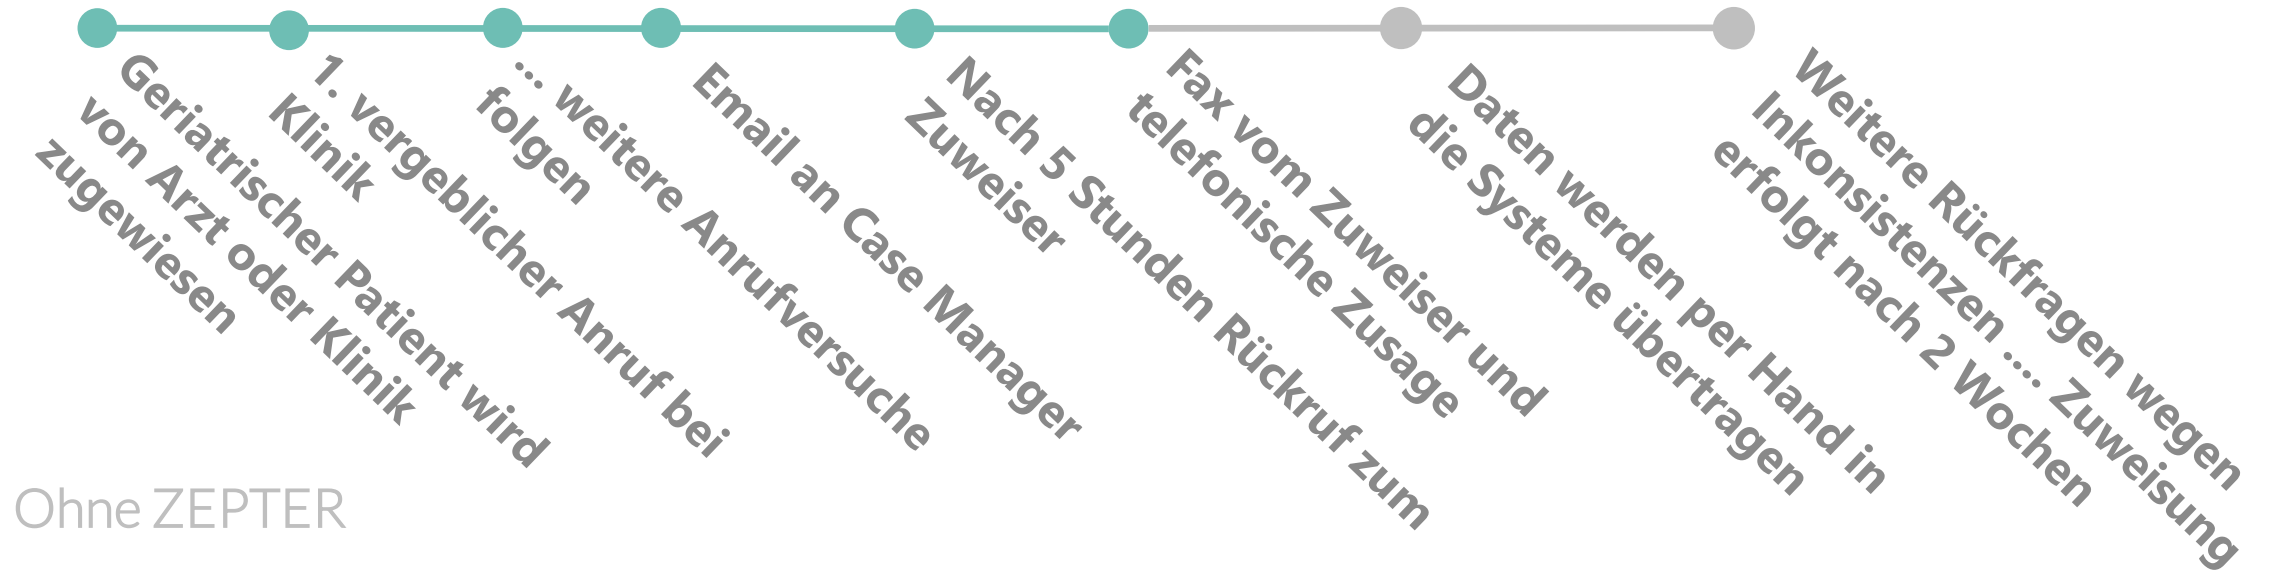 Geriatrischer Patient wird
von Arzt oder Klinik
zugewiesen
1. vergeblicher Anruf bei
Klinik
... weitere Anrufversuche
folgen
Email an Case Manager
Nach 5 Stunden Rückruf zum
Zuweiser
Fax vom Zuweiser und
telefonische Zusage
Daten werden per Hand in
die Systeme übertragen
Weitere Rückfragen wegen
Inkonsistenzen .... Zuweisung
erfolgt nach 2 Wochen
Ohne ZEPTER